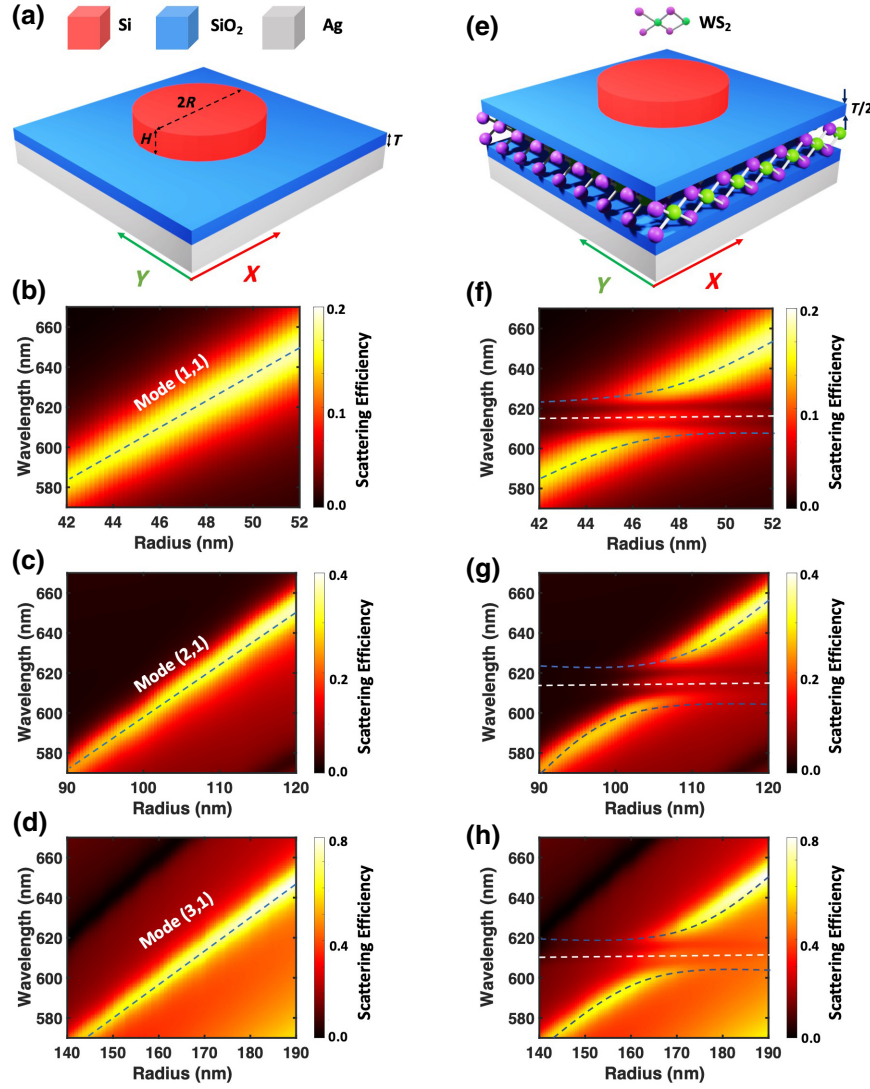 (a)
Si
SiO₂
Ag
2R
H
T
Y
X
(e)
WS₂
T/2
Y
X
(b)
Wavelength (nm)
660
640
620
600
580
Mode (1,1)
42 44 46 48 50 52
Radius (nm)
0.2
0.1
0.0
Scattering Efficiency
(f)
Wavelength (nm)
660
640
620
600
580
42 44 46 48 50 52
Radius (nm)
0.2
0.1
0.0
Scattering Efficiency
(c)
Wavelength (nm)
660
640
620
600
580
Mode (2,1)
90 100 110 120
Radius (nm)
0.4
0.2
0.0
Scattering Efficiency
(g)
Wavelength (nm)
660
640
620
600
580
90 100 110 120
Radius (nm)
0.4
0.2
0.0
Scattering Efficiency
(d)
Wavelength (nm)
660
640
620
600
580
Mode (3,1)
140 150 160 170 180 190
Radius (nm)
0.8
0.4
0.0
Scattering Efficiency
(h)
Wavelength (nm)
660
640
620
600
580
140 150 160 170 180 190
Radius (nm)
0.8
0.4
0.0
Scattering Efficiency